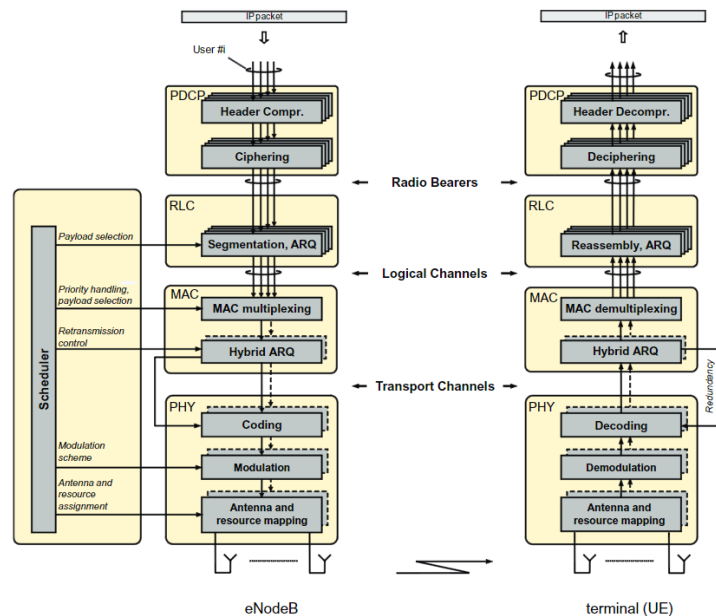 IP packet
IP packet
User #i
PDCP
Header Compr.
Ciphering
PDCP
Header Decompr.
Deciphering
Radio Bearers
RLC
Payload selection
Segmentation, ARQ
RLC
Reassembly, ARQ
Logical Channels
Scheduler
MAC
Priority handling,
payload selection
MAC multiplexing
Retransmission
control
Hybrid ARQ
MAC
MAC demultiplexing
Hybrid ARQ
Redundancy
Transport Channels
PHY
Coding
Modulation
scheme
Modulation
Antenna and
resource
assignment
Antenna and
resource mapping
PHY
Decoding
Demodulation
Antenna and
resource mapping
eNodeB
terminal (UE)